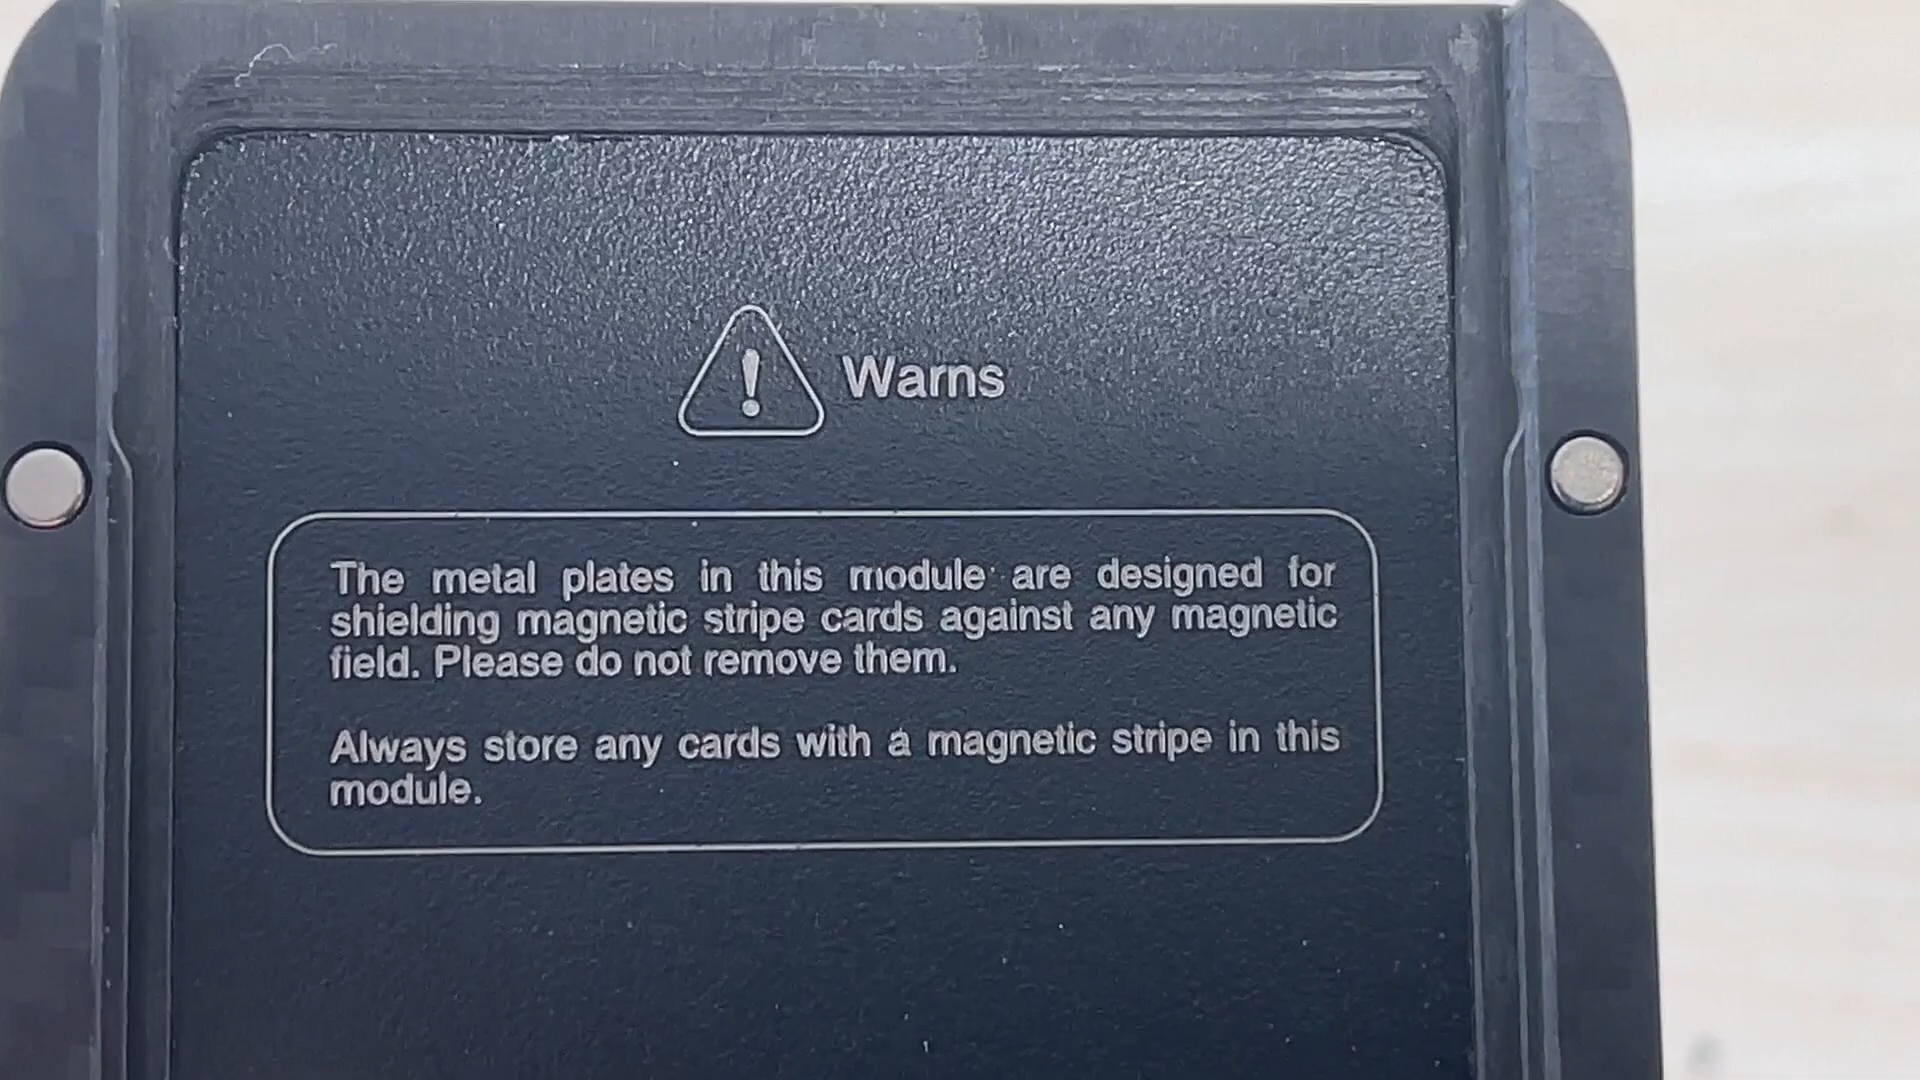 Warns
The metal plates in this module are designed for
shielding magnetic stripe cards against any magnetic
field. Please do not remove them.
Always store any cards with a magnetic stripe in this
module.